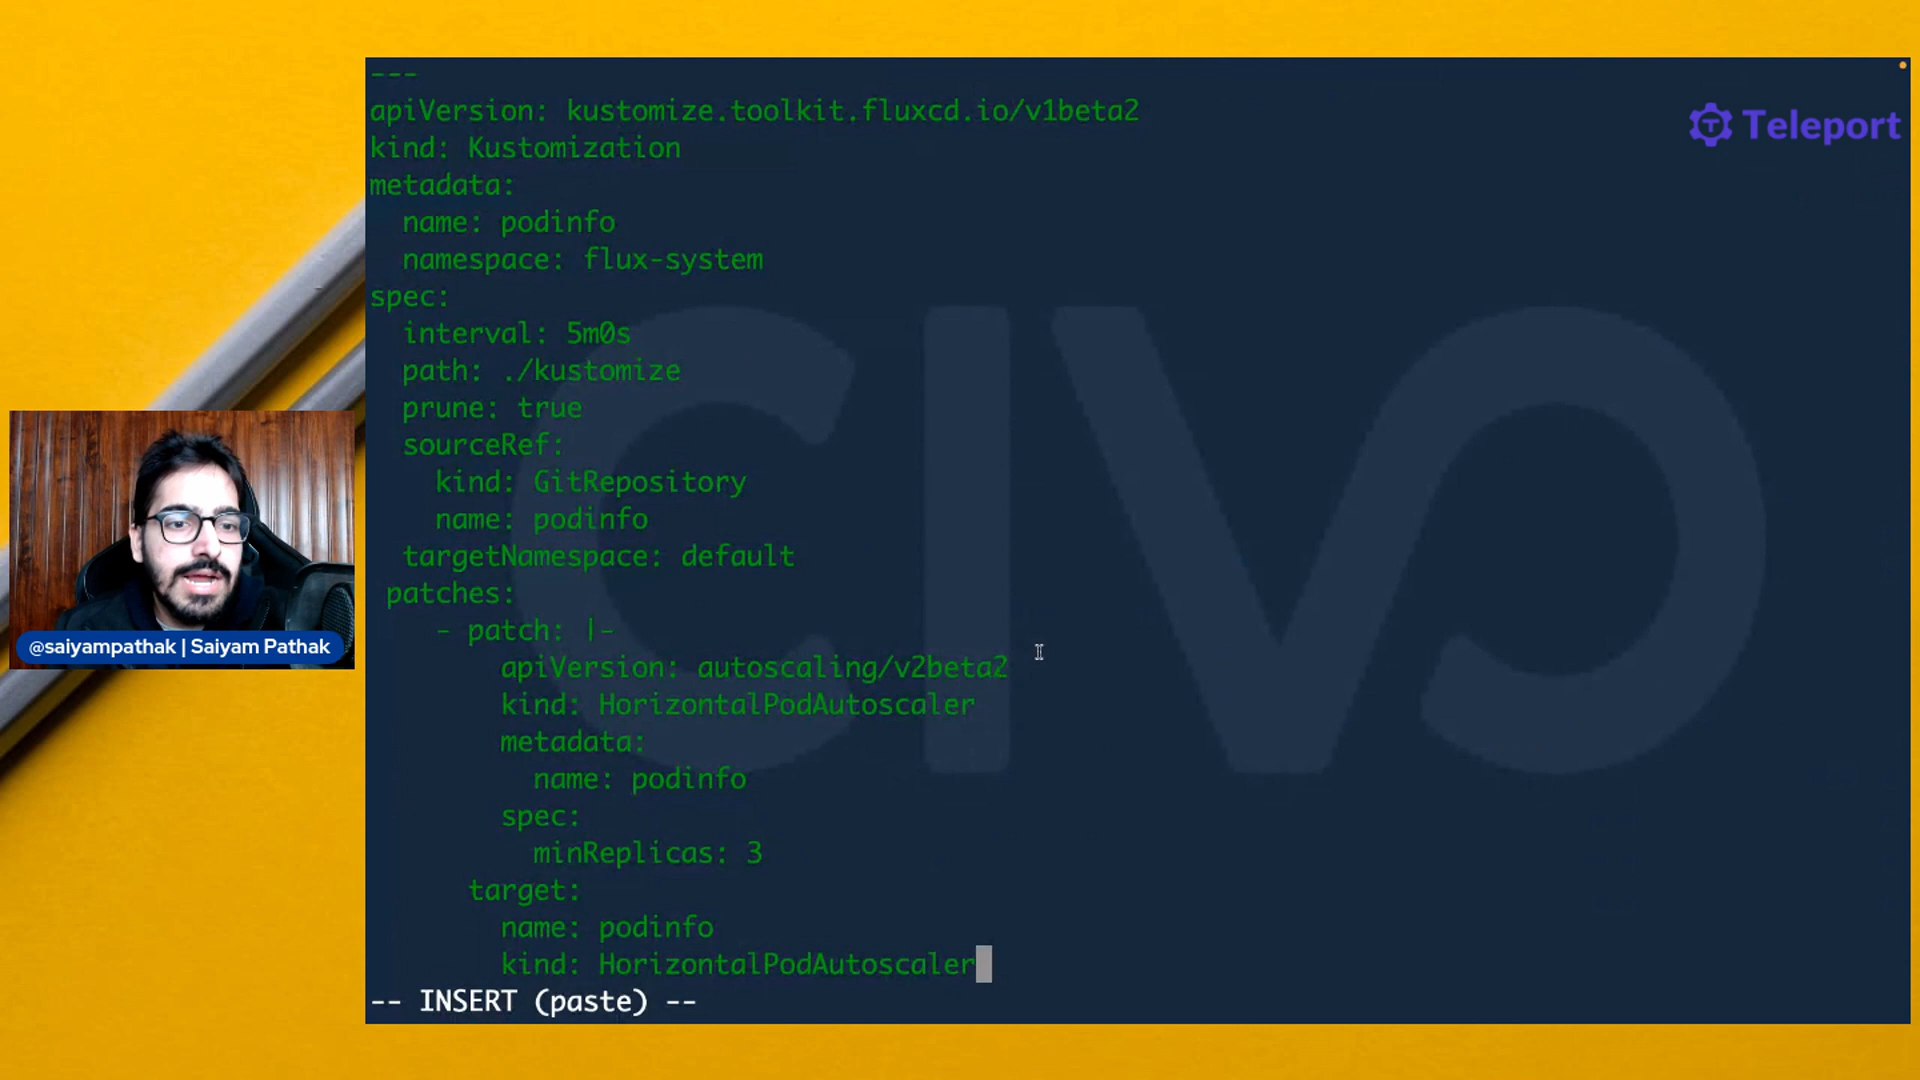 ---
apiVersion: kustomize.toolkit.fluxcd.io/v1beta2
kind: Kustomization
metadata:
  name: podinfo
  namespace: flux-system
spec:
  interval: 5m0s
  path: ./kustomize
  prune: true
  sourceRef:
    kind: GitRepository
    name: podinfo
  targetNamespace: default
 patches:
    - patch: |-
        apiVersion: autoscaling/v2beta2
        kind: HorizontalPodAutoscaler
        metadata:
          name: podinfo
        spec:
          minReplicas: 3
      target:
        name: podinfo
        kind: HorizontalPodAutoscaler
-- INSERT (paste) --
Teleport
CIVO
@saiyampathak | Saiyam Pathak